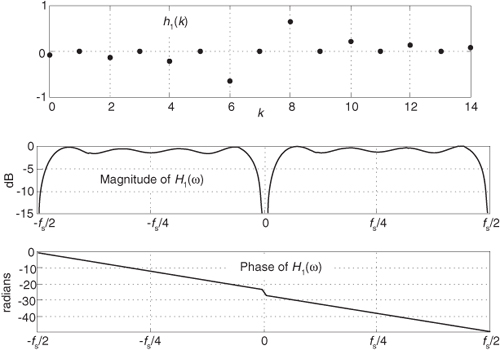 h₁(k)
1
0
-1
0 2 4 6 8 10 12 14
k
0
-5
-10
-15
dB
Magnitude of H₁(ω)
-fₛ/2 -fₛ/4 0 fₛ/4 fₛ/2
0
-10
-20
-30
-40
radians
Phase of H₁(ω)
-fₛ/2 -fₛ/4 0 fₛ/4 fₛ/2